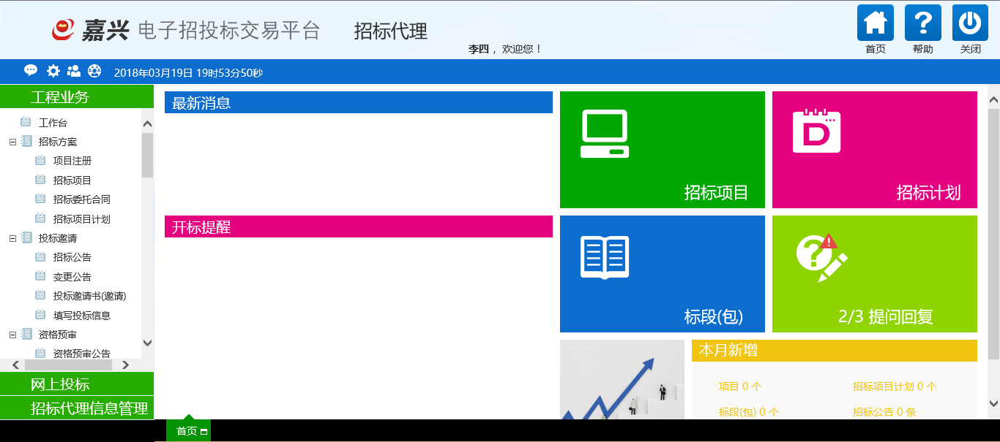 嘉兴 电子招投标交易平台 招标代理
李四 ，欢迎您！
首页 帮助 关闭
2018年03月19日 19时53分50秒
工程业务
工作台
招标方案
项目注册
招标项目
招标委托合同
招标项目计划
投标邀请
招标公告
变更公告
投标邀请书(邀请)
填写投标信息
资格预审
资格预审公告
网上投标
招标代理信息管理
最新消息
开标提醒
招标项目
D
招标计划
标段(包)
2/3 提问回复
本月新增
项目 0 个 招标项目计划 0 个
标段(包) 0 个 招标公告 0 条
首页